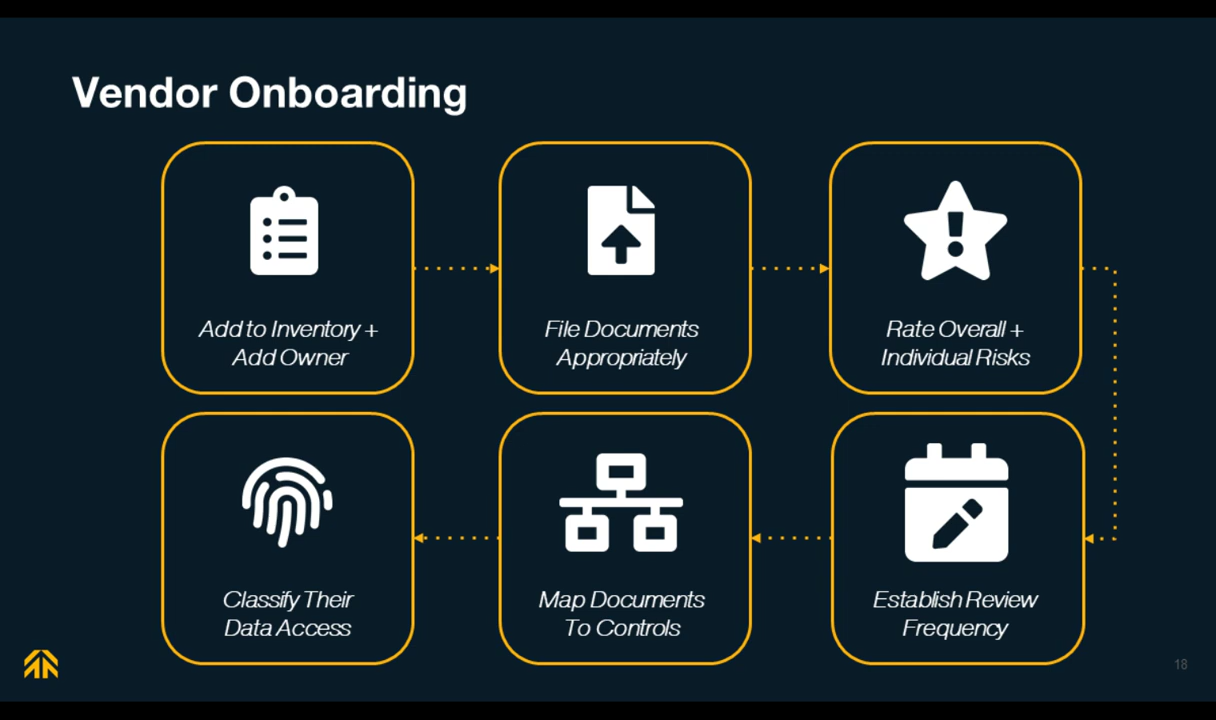 Vendor Onboarding
Add to Inventory +
Add Owner
File Documents
Appropriately
Rate Overall +
Individual Risks
Classify Their
Data Access
Map Documents
To Controls
Establish Review
Frequency
18